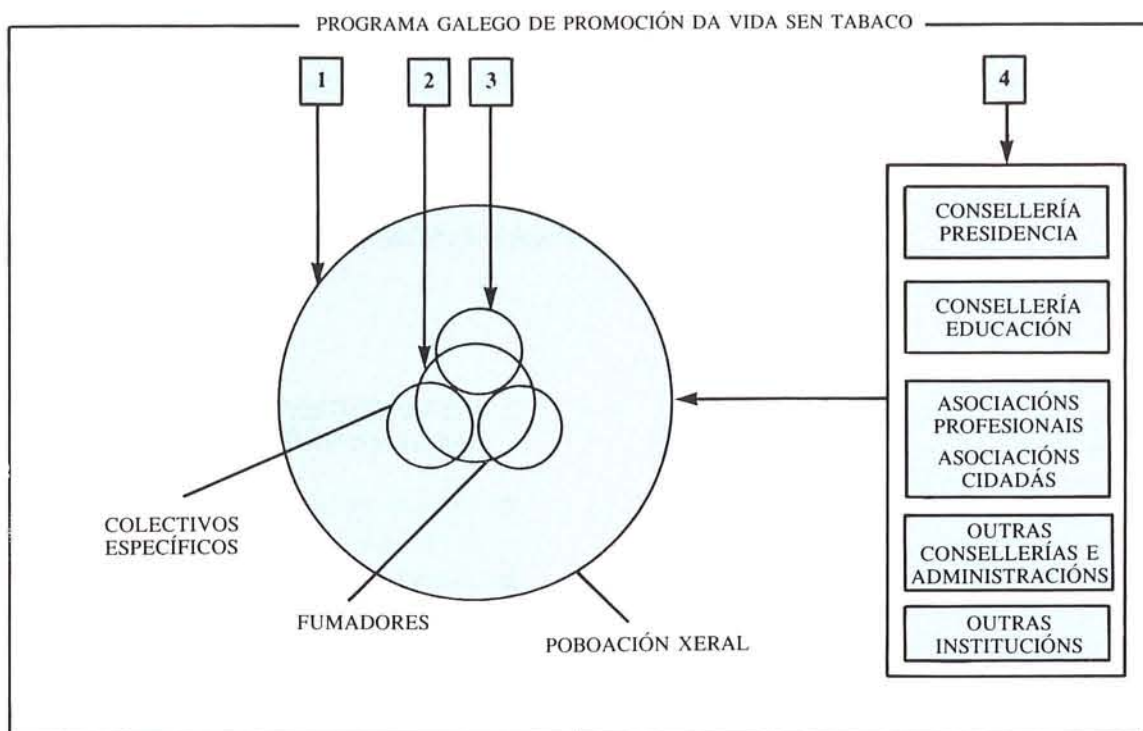 PROGRAMA GALEGO DE PROMOCIÓN DA VIDA SEN TABACO
1
2
3
4
CONSELLERÍA
PRESIDENCIA
CONSELLERÍA
EDUCACIÓN
ASOCIACIÓNS
PROFESIONAIS
ASOCIACIÓNS
CIDADÁS
OUTRAS
CONSELLERÍAS E
ADMINISTRACIÓNS
OUTRAS
INSTITUCIÓNS
COLECTIVOS
ESPECÍFICOS
FUMADORES
POBOACIÓN XERAL